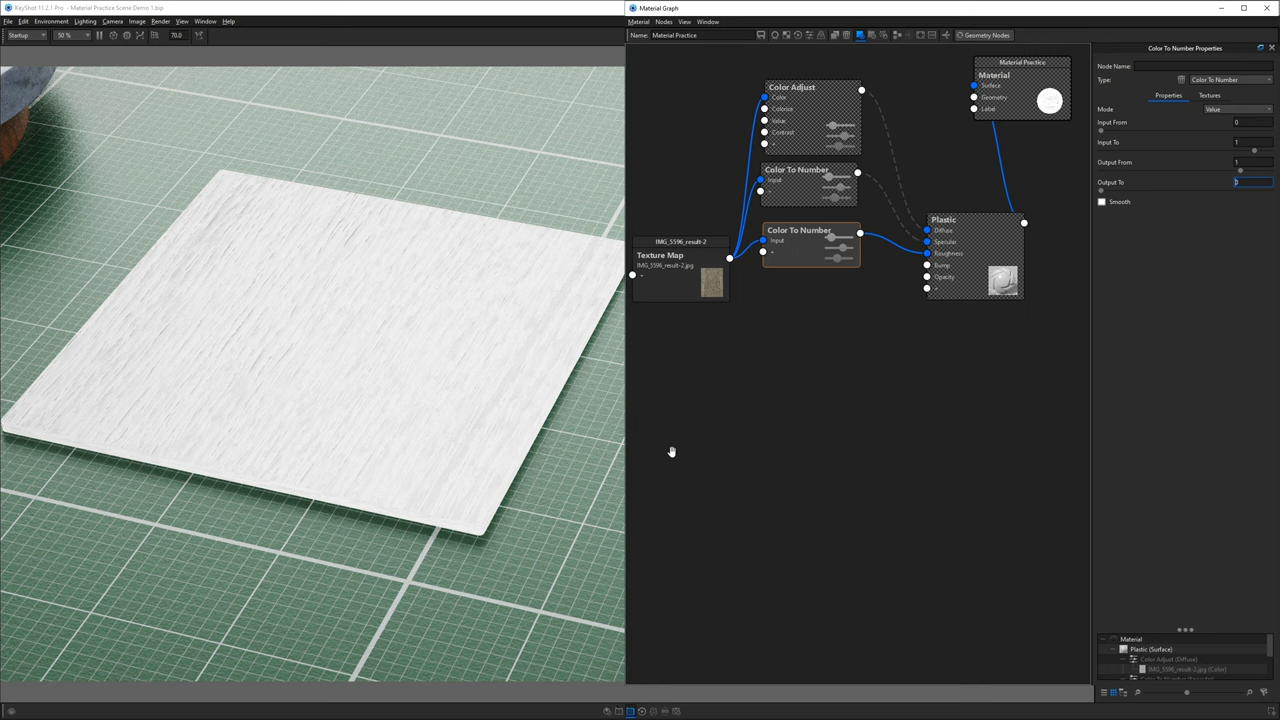 KeyShot 11.2.1 Pro - Material Practice Scene Demo 1.bip
File Edit Environment Lighting Camera Image Render View Window Help
Startup 50 % 70.0
Material Graph
Material Nodes View Window
Name: Material Practice Geometry Nodes
Material Practice
Material
Surface
Geometry
Label
Color Adjust
Color
Colorize
Value
Contrast
+
Color To Number
Input
+
Color To Number
Input
+
IMG_5596_result-2
Texture Map
IMG_5596_result-2.jpg
+
Plastic
Diffuse
Specular
Roughness
Bump
Opacity
+
Color To Number Properties
Node Name:
Type: Color To Number
Properties Textures
Mode Value
Input From 0
Input To 1
Output From 1
Output To
Smooth
Material
Plastic (Surface)
Color Adjust (Diffuse)
IMG_5596_result-2.jpg (Color)